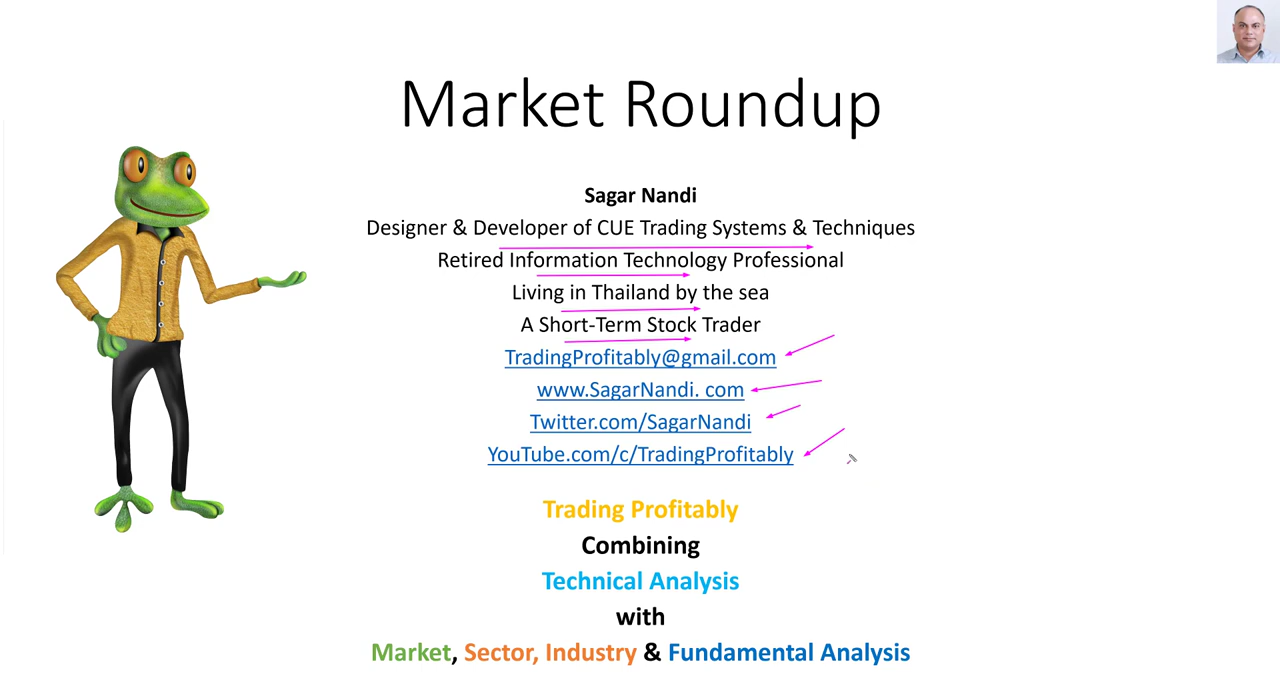 Market Roundup
Sagar Nandi
Designer & Developer of CUE Trading Systems & Techniques
Retired Information Technology Professional
Living in Thailand by the sea
A Short-Term Stock Trader
TradingProfitably@gmail.com
www.SagarNandi. com
Twitter.com/SagarNandi
YouTube.com/c/TradingProfitably
Trading Profitably
Combining
Technical Analysis
with
Market, Sector, Industry & Fundamental Analysis